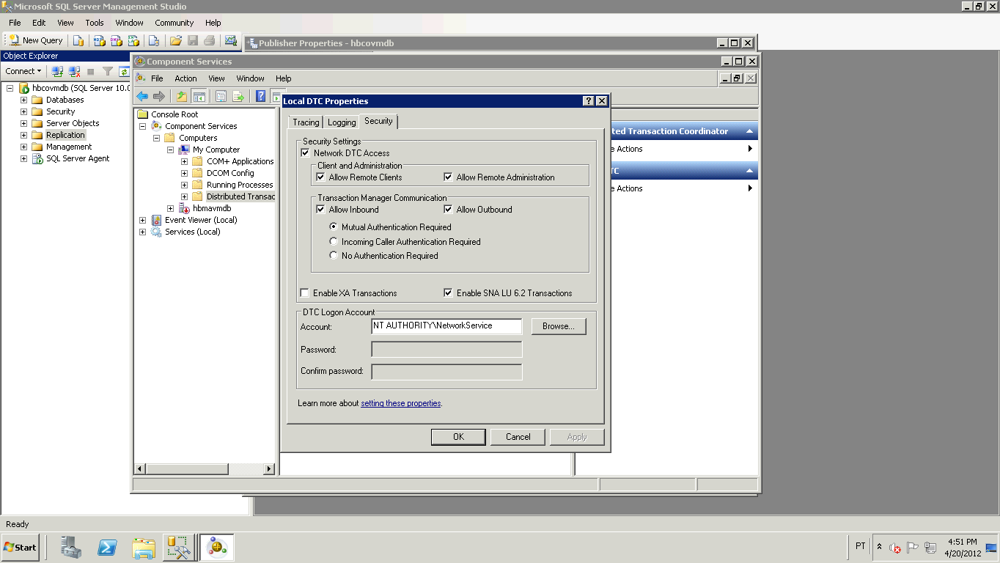 Microsoft SQL Server Management Studio
File Edit View Tools Window Community Help
New Query
Publisher Properties - hbcovmdb
Object Explorer
Connect
hbcovmdb (SQL Server 10.0
Databases
Security
Server Objects
Replication
Management
SQL Server Agent
Component Services
File Action View Window Help
Console Root
Component Services
Computers
My Computer
COM+ Applications
DCOM Config
Running Processes
Distributed Transac
hbmavmdb
Event Viewer (Local)
Services (Local)
Local DTC Properties
Tracing Logging Security
Security Settings
Network DTC Access
Client and Administration
Allow Remote Clients Allow Remote Administration
Transaction Manager Communication
Allow Inbound Allow Outbound
Mutual Authentication Required
Incoming Caller Authentication Required
No Authentication Required
Enable XA Transactions Enable SNA LU 6.2 Transactions
DTC Logon Account
Account: NT AUTHORITY\NetworkService Browse...
Password:
Confirm password:
Learn more about setting these properties.
OK Cancel Apply
ted Transaction Coordinator
e Actions
TC
e Actions
Ready
Start
PT
4:51 PM
4/20/2012